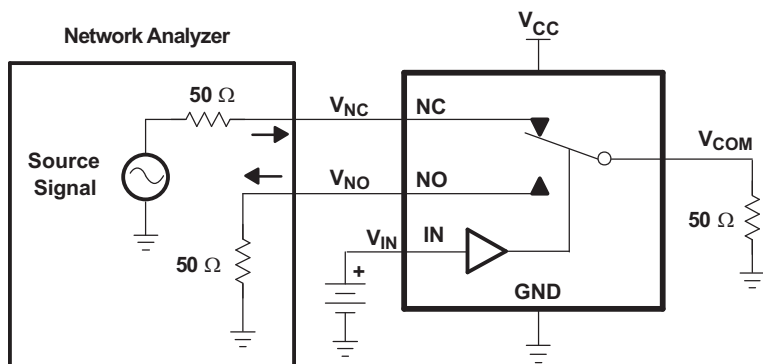 Network Analyzer
V_CC
50 Ω
V_NC
NC
Source
Signal
V_COM
V_NO
NO
50 Ω
50 Ω
V_IN
IN
+
GND